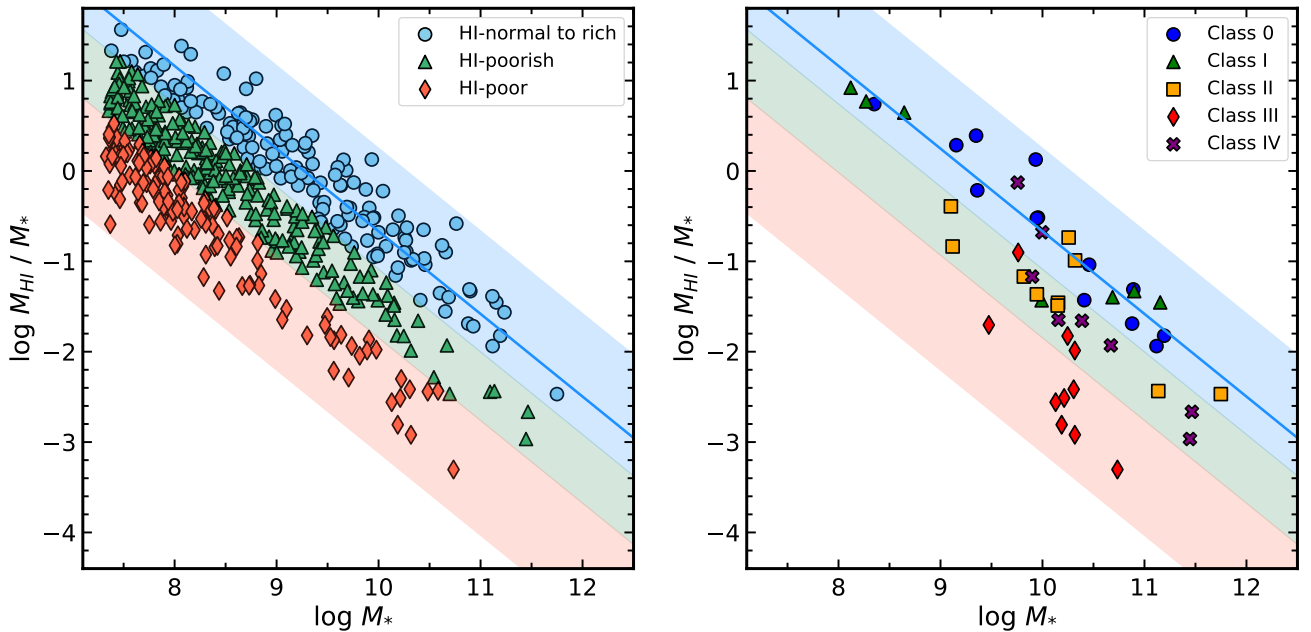 HI-normal to rich
HI-poorish
HI-poor
1
0
−1
−2
−3
−4
log M_HI / M_*
8
9
10
11
12
log M_*
Class 0
Class I
Class II
Class III
Class IV
1
0
−1
−2
−3
−4
log M_HI / M_*
8
9
10
11
12
log M_*